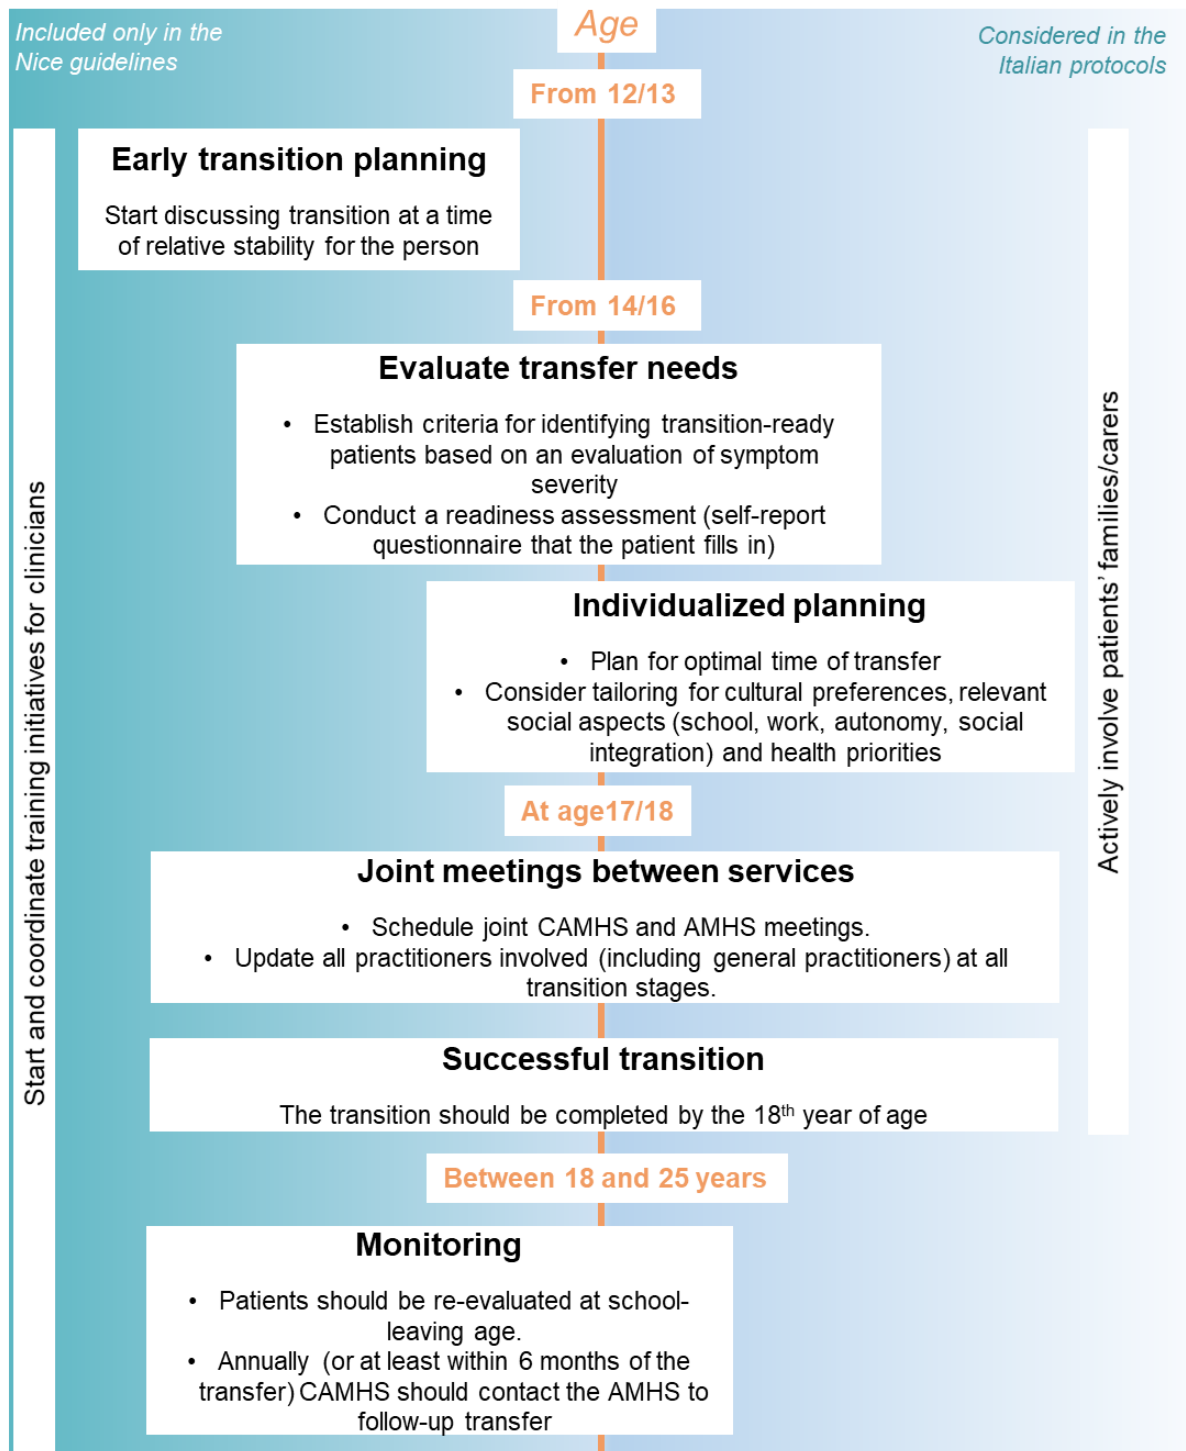 Included only in the
Nice guidelines
Age
Considered in the
Italian protocols
From 12/13
Early transition planning
Start discussing transition at a time
of relative stability for the person
From 14/16
Evaluate transfer needs
• Establish criteria for identifying transition-ready
patients based on an evaluation of symptom
severity
• Conduct a readiness assessment (self-report
questionnaire that the patient fills in)
Individualized planning
• Plan for optimal time of transfer
• Consider tailoring for cultural preferences, relevant
social aspects (school, work, autonomy, social
integration) and health priorities
At age17/18
Joint meetings between services
• Schedule joint CAMHS and AMHS meetings.
• Update all practitioners involved (including general practitioners) at all
transition stages.
Successful transition
The transition should be completed by the 18th year of age
Between 18 and 25 years
Monitoring
• Patients should be re-evaluated at school-
leaving age.
• Annually (or at least within 6 months of the
transfer) CAMHS should contact the AMHS to
follow-up transfer
Start and coordinate training initiatives for clinicians
Actively involve patients’ families/carers